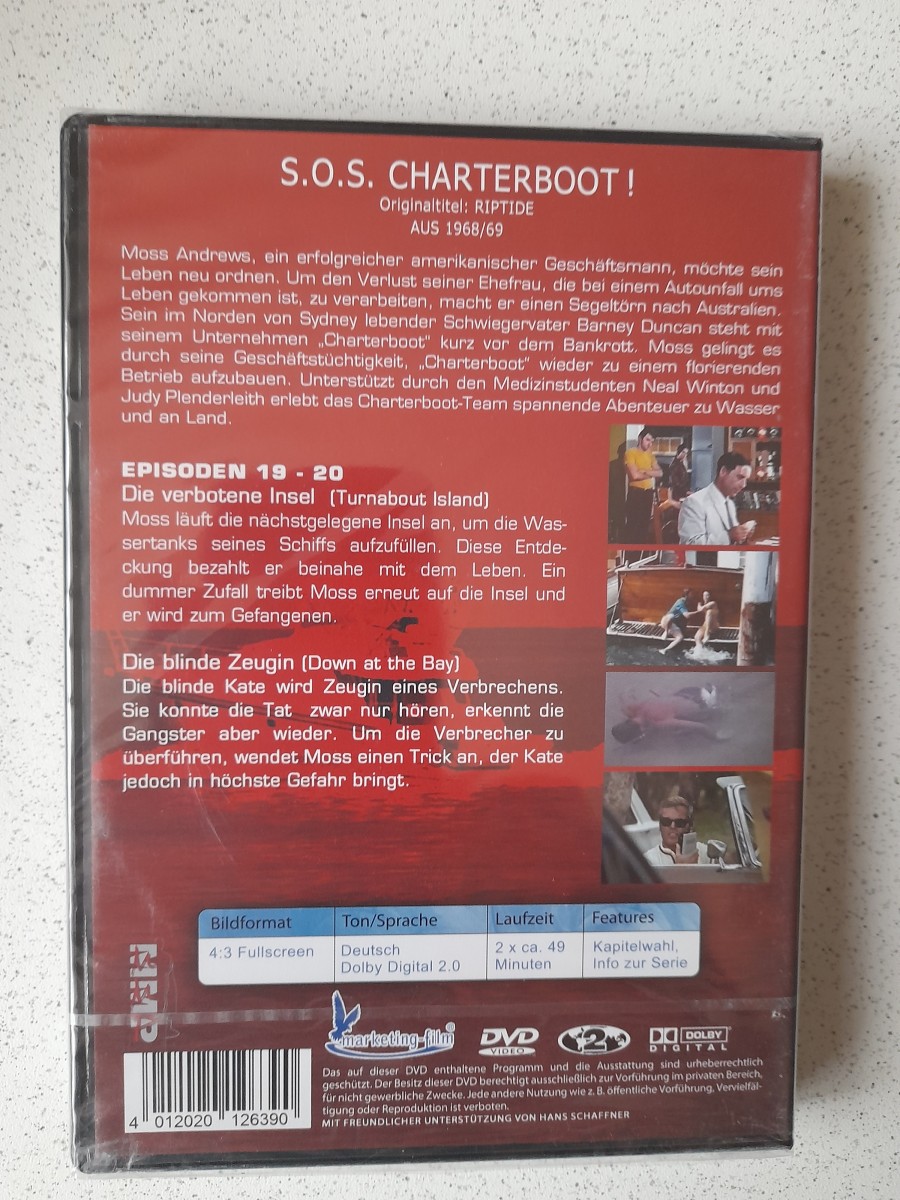 S.O.S. CHARTERBOOT!
Originaltitel: RIPTIDE
AUS 1968/69
Moss Andrews, ein erfolgreicher amerikanischer Geschäftsmann, möchte sein
Leben neu ordnen. Um den Verlust seiner Ehefrau, die bei einem Autounfall ums
Leben gekommen ist, zu verarbeiten, macht er einen Segeltörn nach Australien.
Sein im Norden von Sydney lebender Schwiegervater Barney Duncan steht mit
seinem Unternehmen „Charterboot" kurz vor dem Bankrott. Moss gelingt es
durch seine Geschäftstüchtigkeit, „Charterboot" wieder zu einem florierenden
Betrieb aufzubauen. Unterstützt durch den Medizinstudenten Neal Winton und
Judy Plenderleith erlebt das Charterboot-Team spannende Abenteuer zu Wasser
und an Land.
EPISODEN 19 - 20
Die verbotene Insel (Turnabout Island)
Moss läuft die nächstgelegene Insel an, um die Was-
sertanks seines Schiffs aufzufüllen. Diese Entde-
ckung bezahlt er beinahe mit dem Leben. Ein
dummer Zufall treibt Moss erneut auf die Insel und
er wird zum Gefangenen.
Die blinde Zeugin (Down at the Bay)
Die blinde Kate wird Zeugin eines Verbrechens.
Sie konnte die Tat zwar nur hören, erkennt die
Gangster aber wieder. Um die Verbrecher zu
überführen, wendet Moss einen Trick an, der Kate
jedoch in höchste Gefahr bringt.
Bildformat Ton/Sprache Laufzeit Features
4:3 Fullscreen Deutsch 2 x ca. 49 Kapitelwahl,
Dolby Digital 2.0 Minuten Info zur Serie
marketing-film® DVD VIDEO 2 DOLBY DIGITAL
Das auf dieser DVD enthaltene Programm und die Ausstattung sind urheberrechtlich
geschützt. Der Besitz dieser DVD berechtigt ausschließlich zur Vorführung im privaten Bereich,
für nicht gewerbliche Zwecke. Jede andere Nutzung wie z. B. öffentliche Vorführung, Vervielfäl-
tigung oder Reproduktion ist verboten.
MIT FREUNDLICHER UNTERSTÜTZUNG VON HANS SCHAFFNER
4 012020 126390